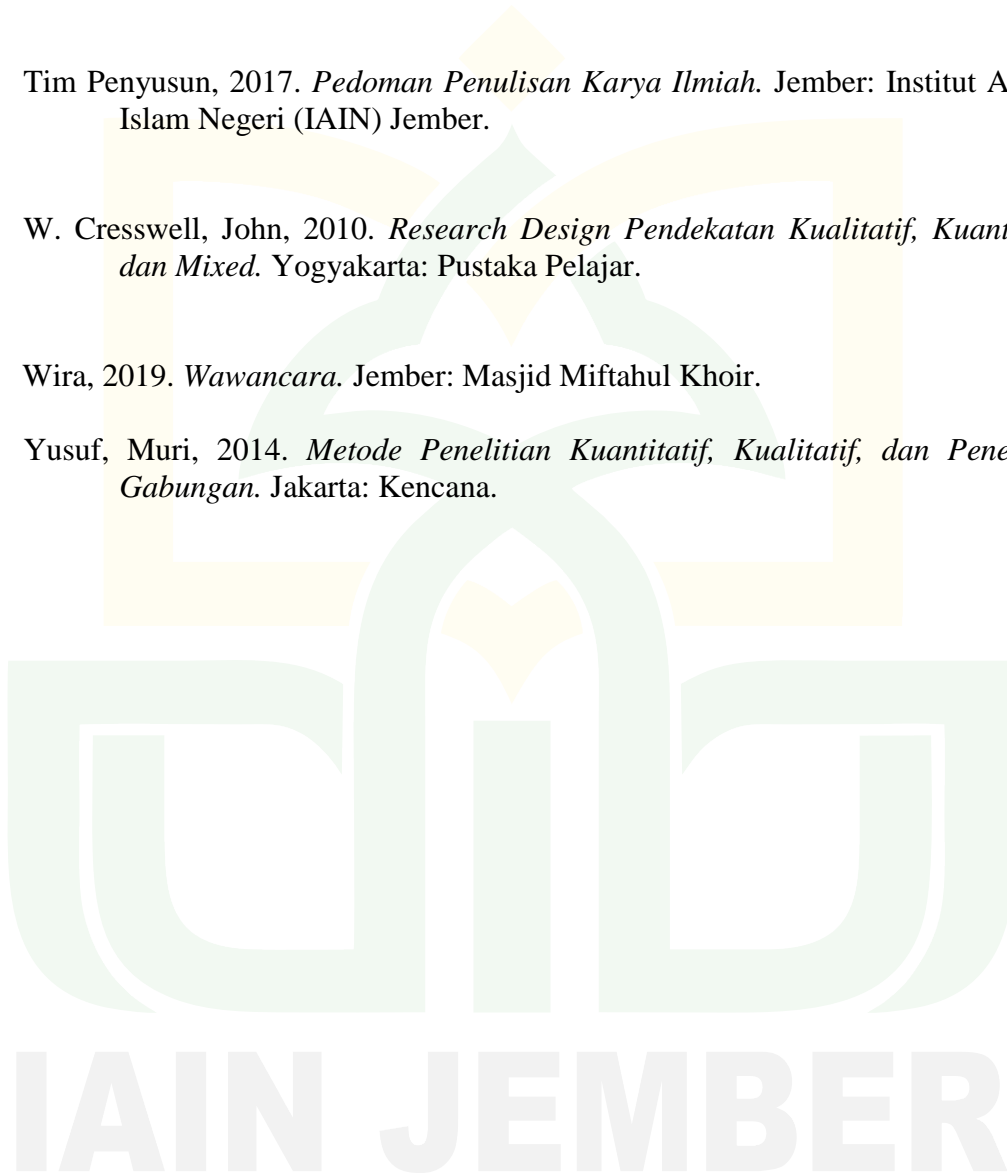 Tim Penyusun, 2017. Pedoman Penulisan Karya Ilmiah. Jember: Institut
Islam Negeri (IAIN) Jember.
W. Cresswell, John, 2010. Research Design Pendekatan Kualitatif,
dan Mixed. Yogyakarta: Pustaka Pelajar.
Wira, 2019. Wawancara. Jember: Masjid Miftahul Khoir.
Yusuf, Muri, 2014. Metode Penelitian Kuantitatif, Kualitatif, dan
Gabungan. Jakarta: Kencana.
IAIN JEMBER